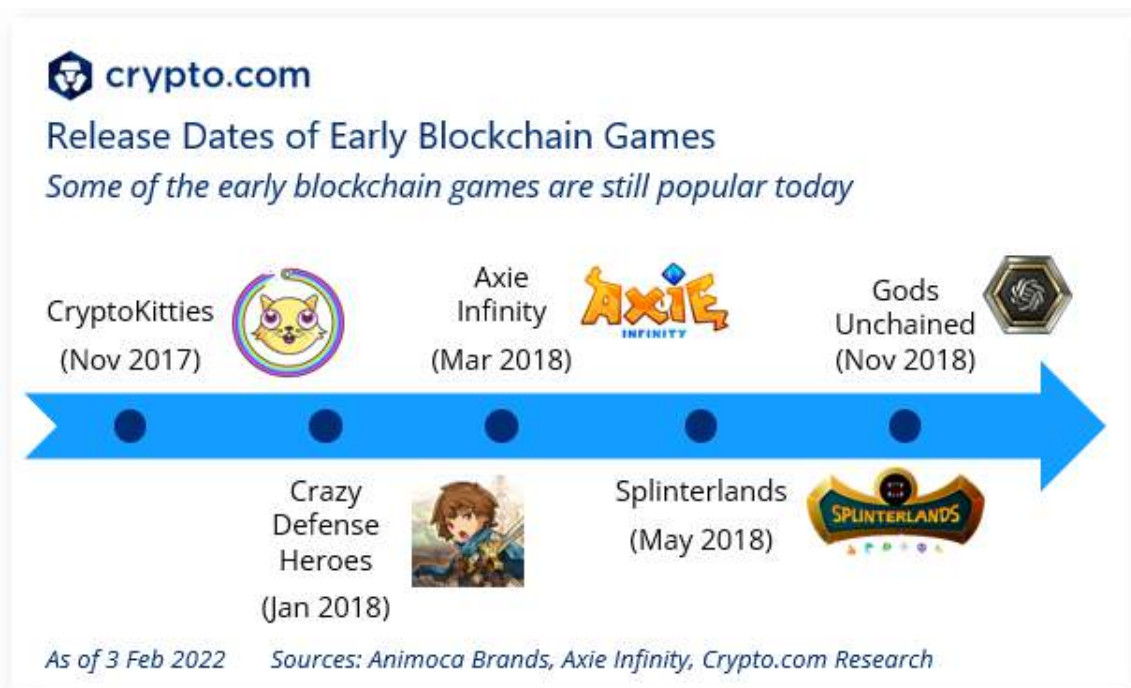 crypto.com
Release Dates of Early Blockchain Games
Some of the early blockchain games are still popular today
CryptoKitties
(Nov 2017)
Axie
Infinity
(Mar 2018)
AXIE
INFINITY
Gods
Unchained
(Nov 2018)
Crazy
Defense
Heroes
(Jan 2018)
Splinterlands
(May 2018)
SPLINTERLANDS
As of 3 Feb 2022 Sources: Animoca Brands, Axie Infinity, Crypto.com Research